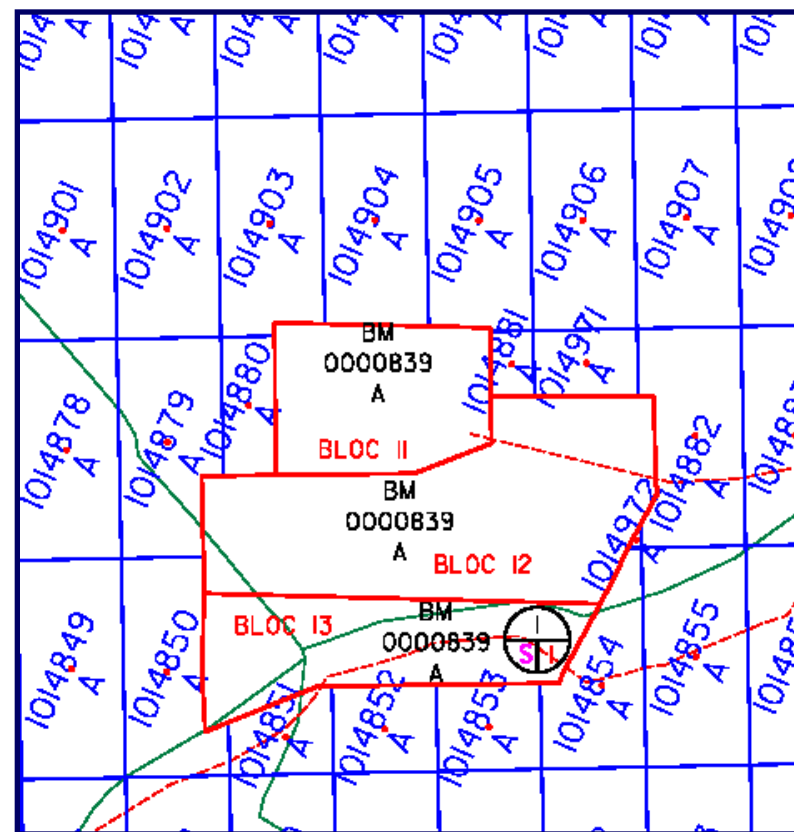 1014901
A
1014902
A
1014903
A
1014904
A
1014905
A
1014906
A
1014907
A
BM
0000839
A
BLOC 11
1014881
A
1014971
A
1014880
A
1014878
A
1014879
A
1014882
A
BM
0000839
A
BLOC 12
1014972
A
BM
0000839
A
BLOC 13
I
S
L
1014849
A
1014850
A
1014851
A
1014852
A
1014853
A
1014854
A
1014855
A